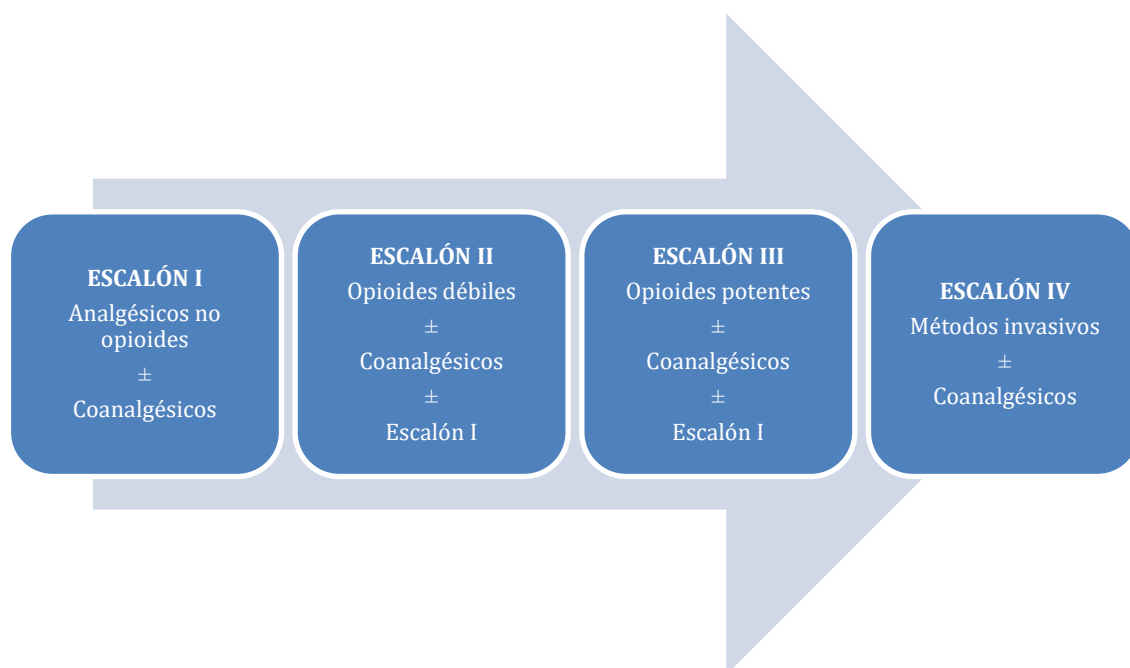 ESCALÓN I
Analgésicos no
opioides
±
Coanalgésicos
ESCALÓN II
Opioides débiles
±
Coanalgésicos
±
Escalón I
ESCALÓN III
Opioides potentes
±
Coanalgésicos
±
Escalón I
ESCALÓN IV
Métodos invasivos
±
Coanalgésicos